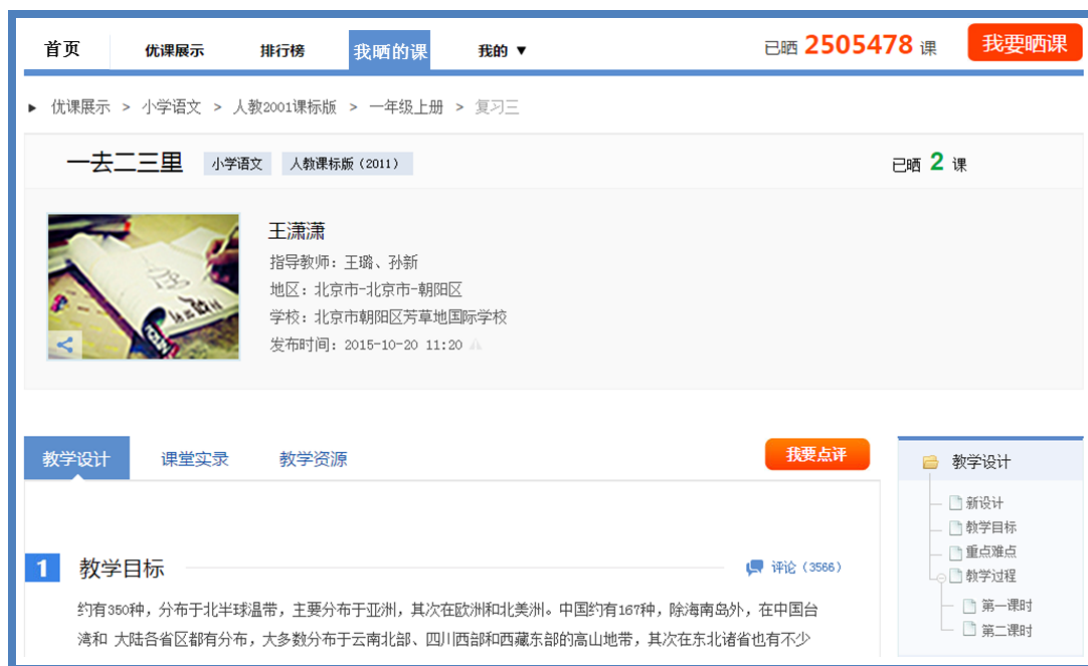 首页 优课展示 排行榜 我晒的课 我的 ▼ 已晒 2505478 课 我要晒课
▶ 优课展示 > 小学语文 > 人教2001课标版 > 一年级上册 > 复习三
一去二三里 小学语文 人教课标版（2011） 已晒 2 课
王潇潇
指导教师：王璐、孙新
地区：北京市-北京市-朝阳区
学校：北京市朝阳区芳草地国际学校
发布时间：2015-10-20 11:20
教学设计 课堂实录 教学资源 我要点评
1 教学目标 评论（3566）
约有350种，分布于北半球温带，主要分布于亚洲，其次在欧洲和北美洲。中国约有167种，除海南岛外，在中国台
湾和 大陆各省区都有分布，大多数分布于云南北部、四川西部和西藏东部的高山地带，其次在东北诸省也有不少
教学设计
新设计
教学目标
重点难点
教学过程
第一课时
第二课时